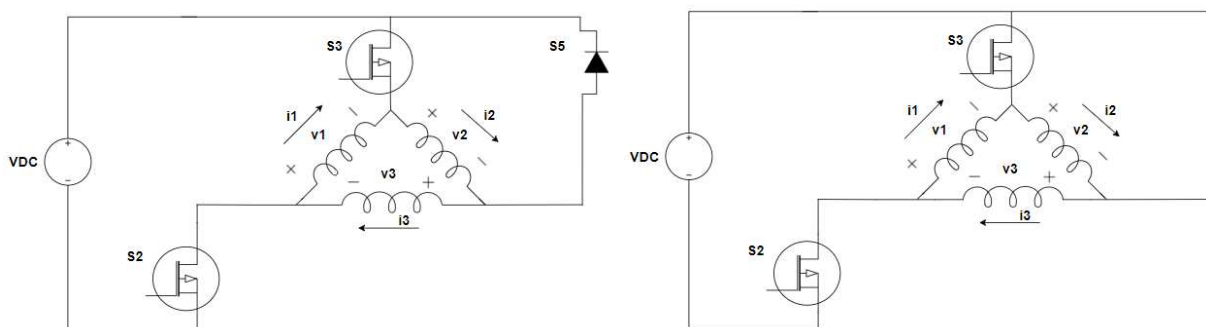 S3
S5
i1
v1
v2
i2
VDC
+
-
v3
i3
S2
S3
i1
v1
v2
i2
VDC
+
-
v3
i3
S2